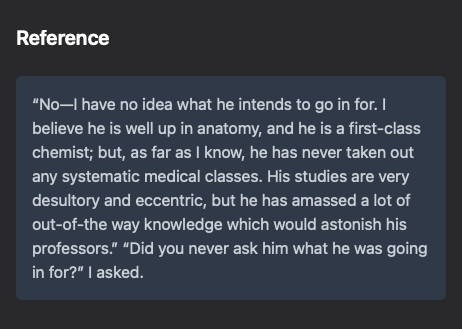 Reference
“No—I have no idea what he intends to go in for. I
believe he is well up in anatomy, and he is a first-class
chemist; but, as far as I know, he has never taken out
any systematic medical classes. His studies are very
desultory and eccentric, but he has amassed a lot of
out-of-the way knowledge which would astonish his
professors.” “Did you never ask him what he was going
in for?” I asked.